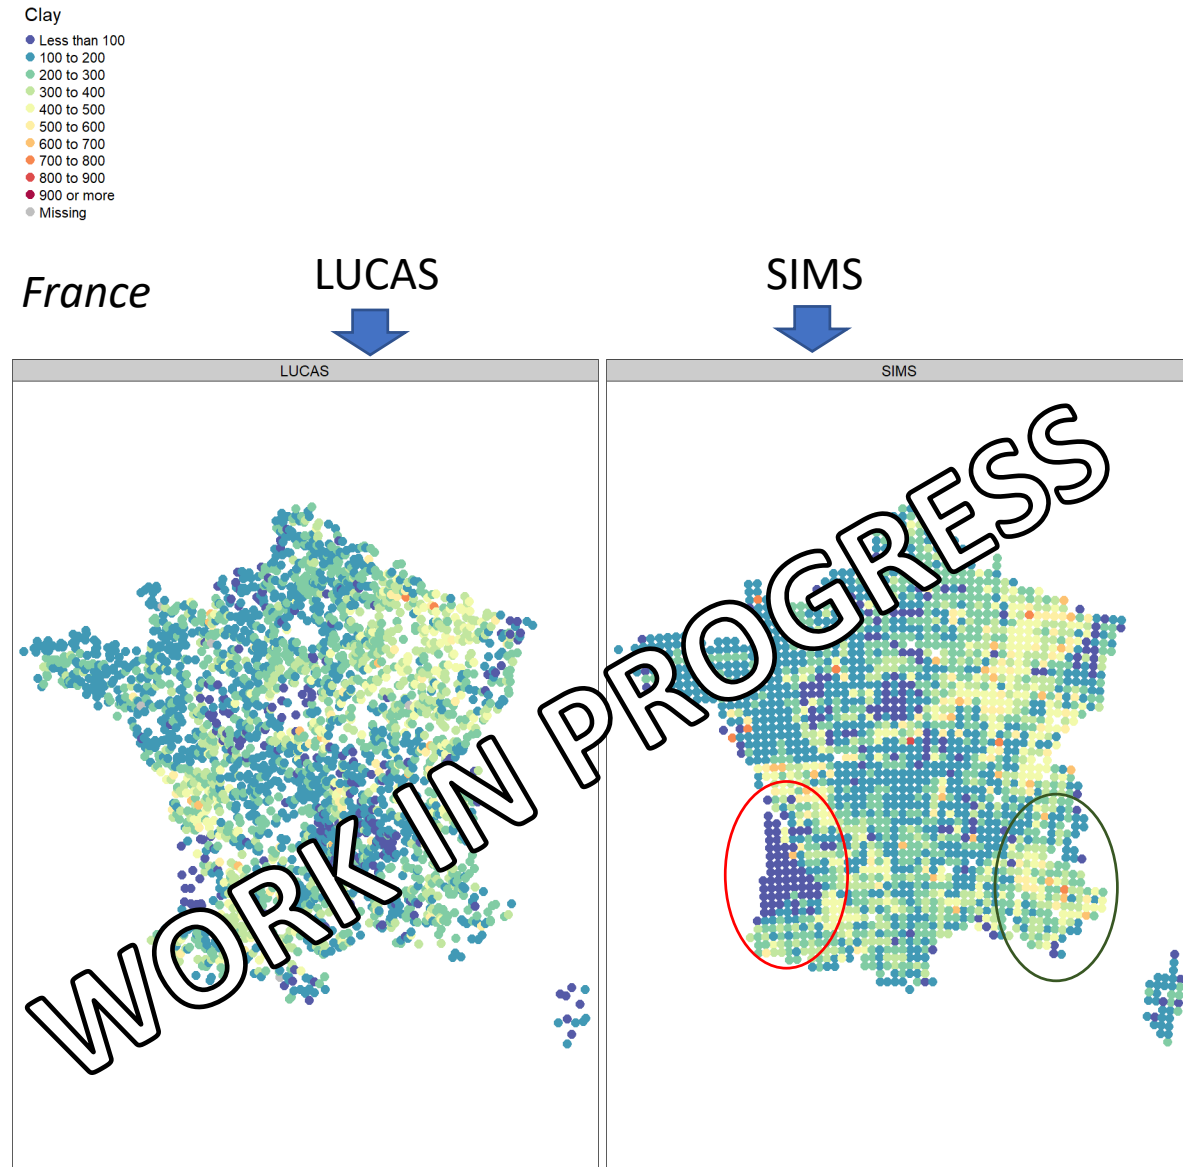 Clay
Less than 100
100 to 200
200 to 300
300 to 400
400 to 500
500 to 600
600 to 700
700 to 800
800 to 900
900 or more
Missing
France
LUCAS
SIMS
LUCAS
SIMS
WORK IN PROGRESS